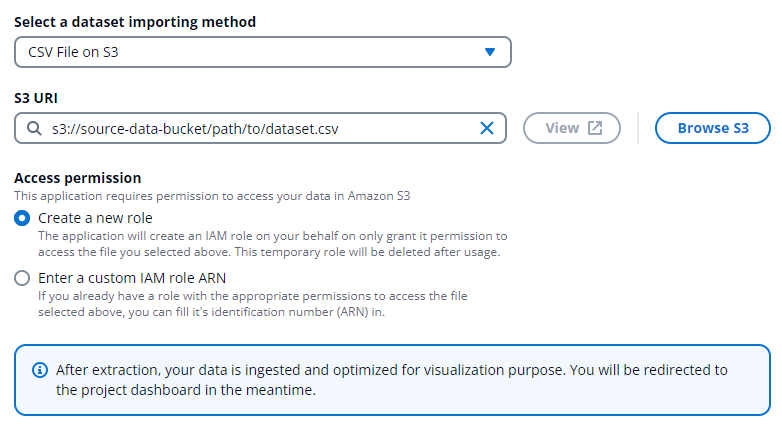 Select a dataset importing method
CSV File on S3
S3 URI
s3://source-data-bucket/path/to/dataset.csv
View
Browse S3
Access permission
This application requires permission to access your data in Amazon S3
Create a new role
The application will create an IAM role on your behalf on only grant it permission to
access the file you selected above. This temporary role will be deleted after usage.
Enter a custom IAM role ARN
If you already have a role with the appropriate permissions to access the file
selected above, you can fill it's identification number (ARN) in.
After extraction, your data is ingested and optimized for visualization purpose. You will be redirected to
the project dashboard in the meantime.